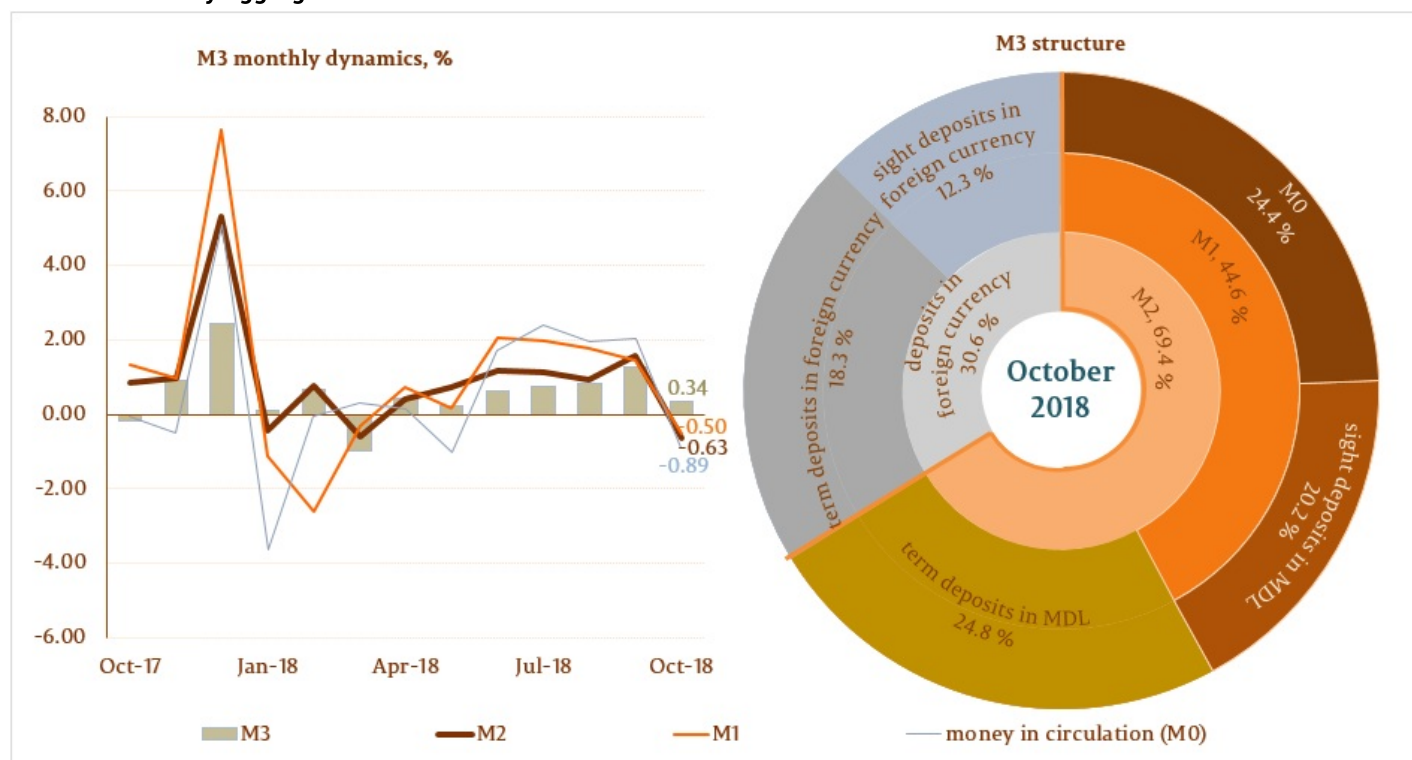 M3 monthly dynamics, %
8.00
6.00
4.00
2.00
0.00
-2.00
-4.00
-6.00
Oct-17
Jan-18
Apr-18
Jul-18
Oct-18
0.34
-0.50
-0.63
-0.89
M3
M2
M1
money in circulation (M0)
M3 structure
M0
24.4 %
sight deposits in MDL
20.2 %
M1, 44.6 %
M2, 69.4 %
term deposits in MDL
24.8 %
term deposits in foreign currency
18.3 %
sight deposits in
foreign currency
12.3 %
deposits in
foreign currency
30.6 %
October
2018